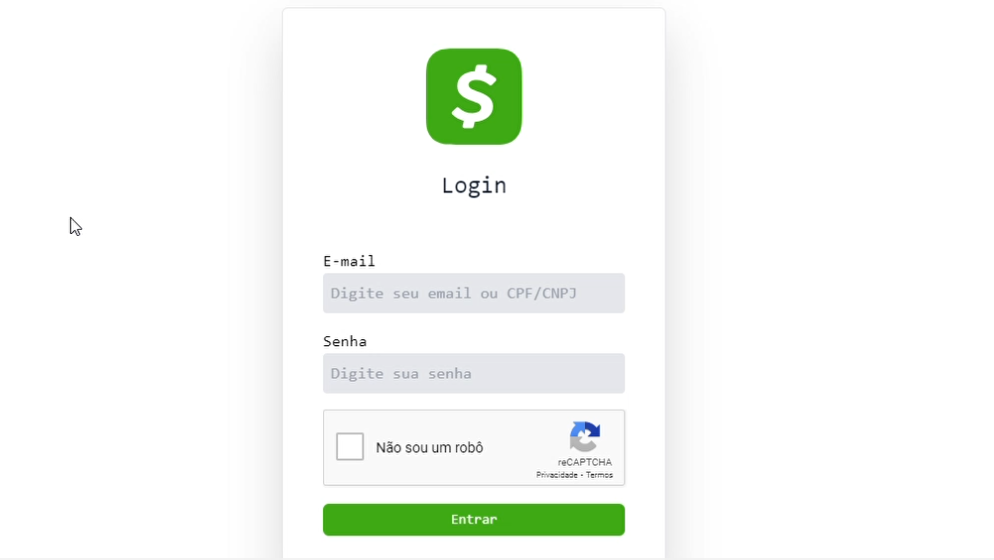 $
Login
E-mail
Digite seu email ou CPF/CNPJ
Senha
Digite sua senha
Não sou um robô
reCAPTCHA
Privacidade - Termos
Entrar